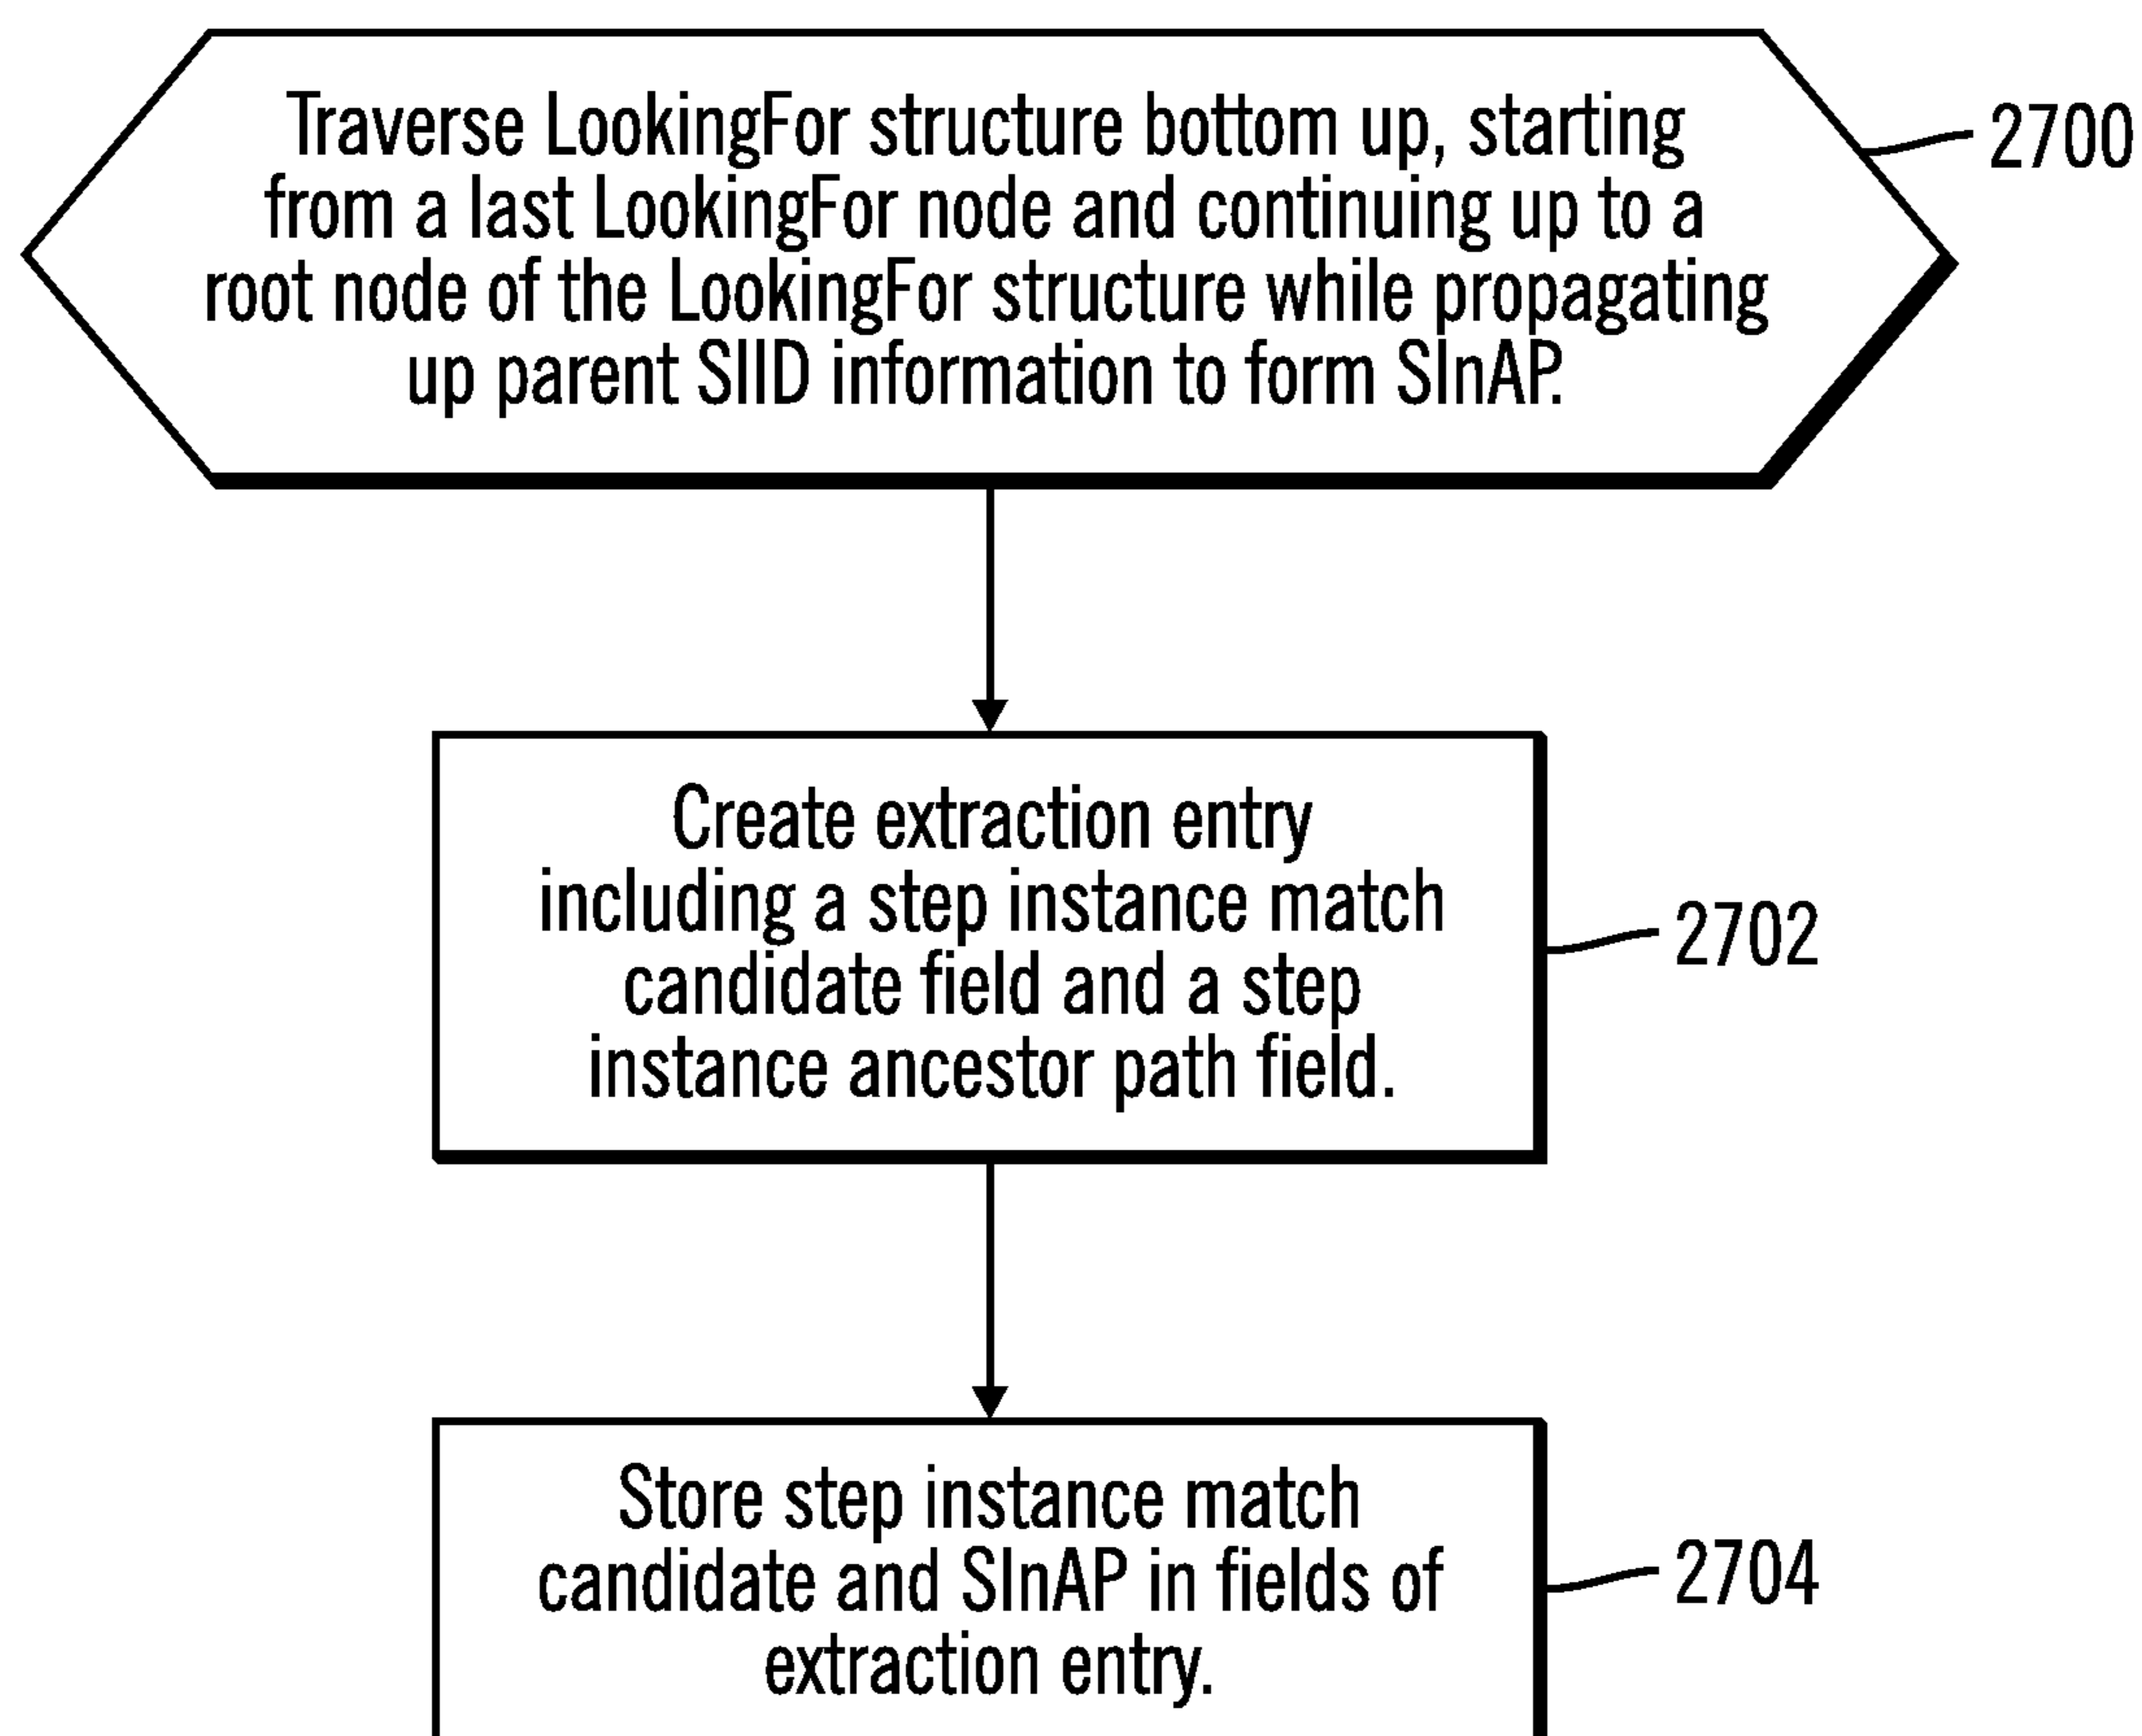 Traverse LookingFor structure bottom up, starting
from a last LookingFor node and continuing up to a
root node of the LookingFor structure while propagating
up parent SIID information to form SInAP.
2700
Create extraction entry
including a step instance match
candidate field and a step
instance ancestor path field.
2702
Store step instance match
candidate and SInAP in fields of
extraction entry.
2704